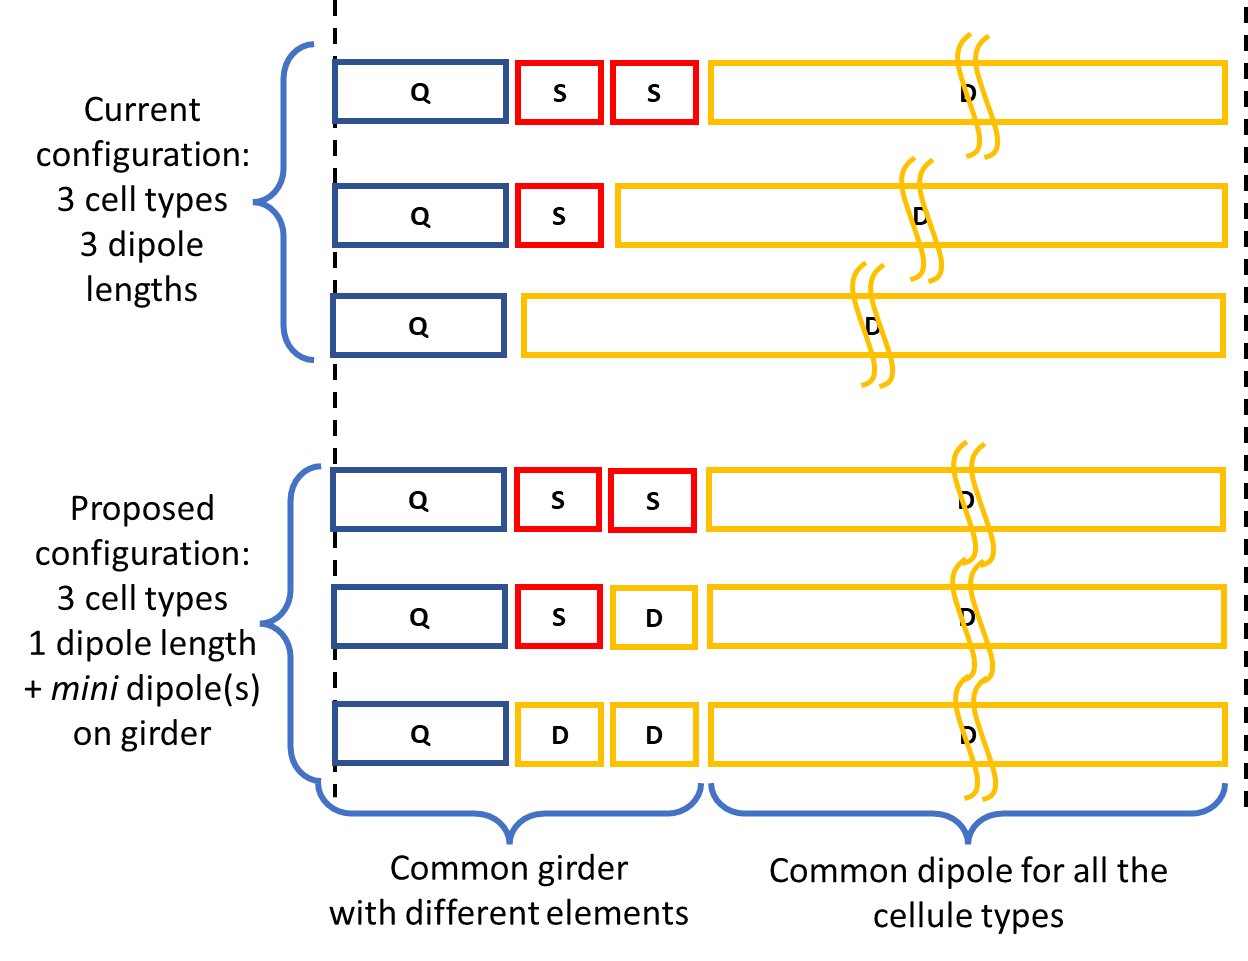 Current
configuration:
3 cell types
3 dipole
lengths
Q S S D
Q S D
Q D
Proposed
configuration:
3 cell types
1 dipole length
+ mini dipole(s)
on girder
Q S S D
Q S D D
Q D D D
Common girder
with different elements
Common dipole for all the
cellule types